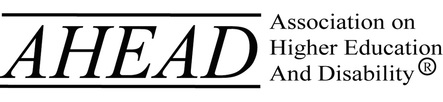 AHEAD
Association on
Higher Education
And Disability®